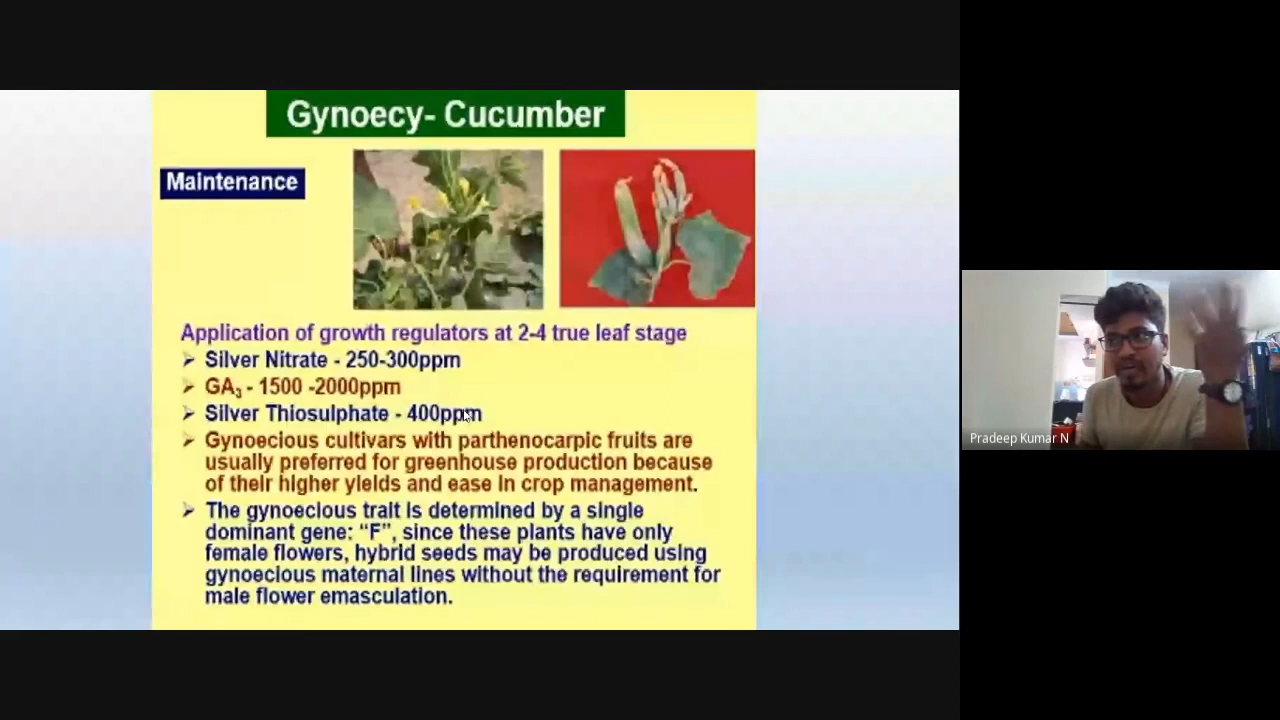 Gynoecy- Cucumber
Maintenance
Application of growth regulators at 2-4 true leaf stage
➢ Silver Nitrate - 250-300ppm
➢ GA₃ - 1500 -2000ppm
➢ Silver Thiosulphate - 400ppm
➢ Gynoecious cultivars with parthenocarpic fruits are
usually preferred for greenhouse production because
of their higher yields and ease in crop management.
➢ The gynoecious trait is determined by a single
dominant gene: “F”, since these plants have only
female flowers, hybrid seeds may be produced using
gynoecious maternal lines without the requirement for
male flower emasculation.
Pradeep Kumar N